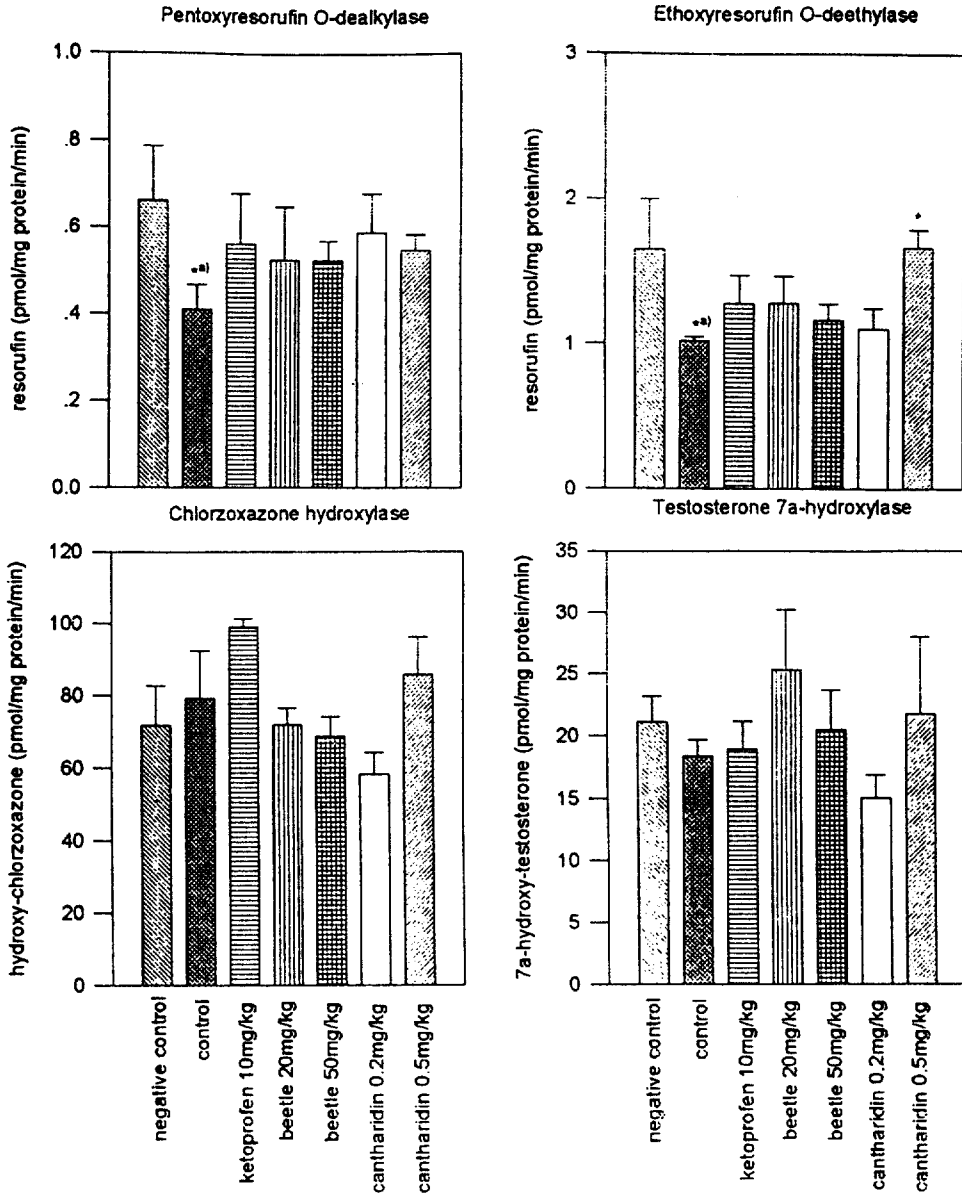 Pentoxyresorufin O-dealkylase
resorufin (pmol/mg protein/min)
1.0
.8
.6
.4
.2
0.0
*a)
Ethoxyresorufin O-deethylase
resorufin (pmol/mg protein/min)
3
2
1
0
*a)
*
Chlorzoxazone hydroxylase
hydroxy-chlorzoxazone (pmol/mg protein/min)
120
100
80
60
40
20
0
negative control
control
ketoprofen 10mg/kg
beetle 20mg/kg
beetle 50mg/kg
cantharidin 0.2mg/kg
cantharidin 0.5mg/kg
Testosterone 7a-hydroxylase
7a-hydroxy-testosterone (pmol/mg protein/min)
35
30
25
20
15
10
5
0
negative control
control
ketoprofen 10mg/kg
beetle 20mg/kg
beetle 50mg/kg
cantharidin 0.2mg/kg
cantharidin 0.5mg/kg